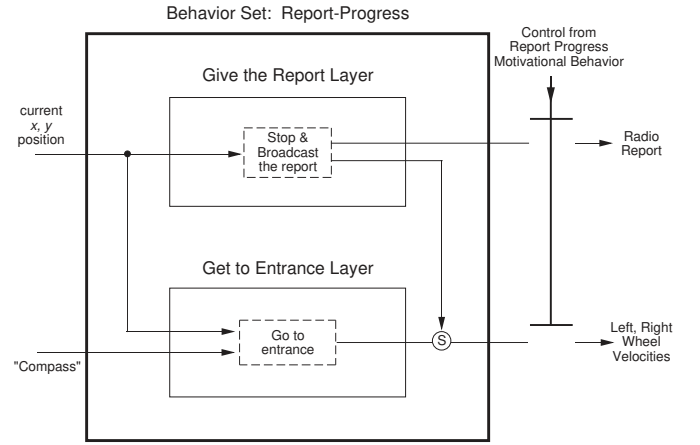 Behavior Set: Report-Progress
Control from
Report Progress
Motivational Behavior
Give the Report Layer
current
x, y
position
Stop &
Broadcast
the report
Radio
Report
Get to Entrance Layer
Go to
entrance
S
Left, Right
Wheel
Velocities
"Compass"